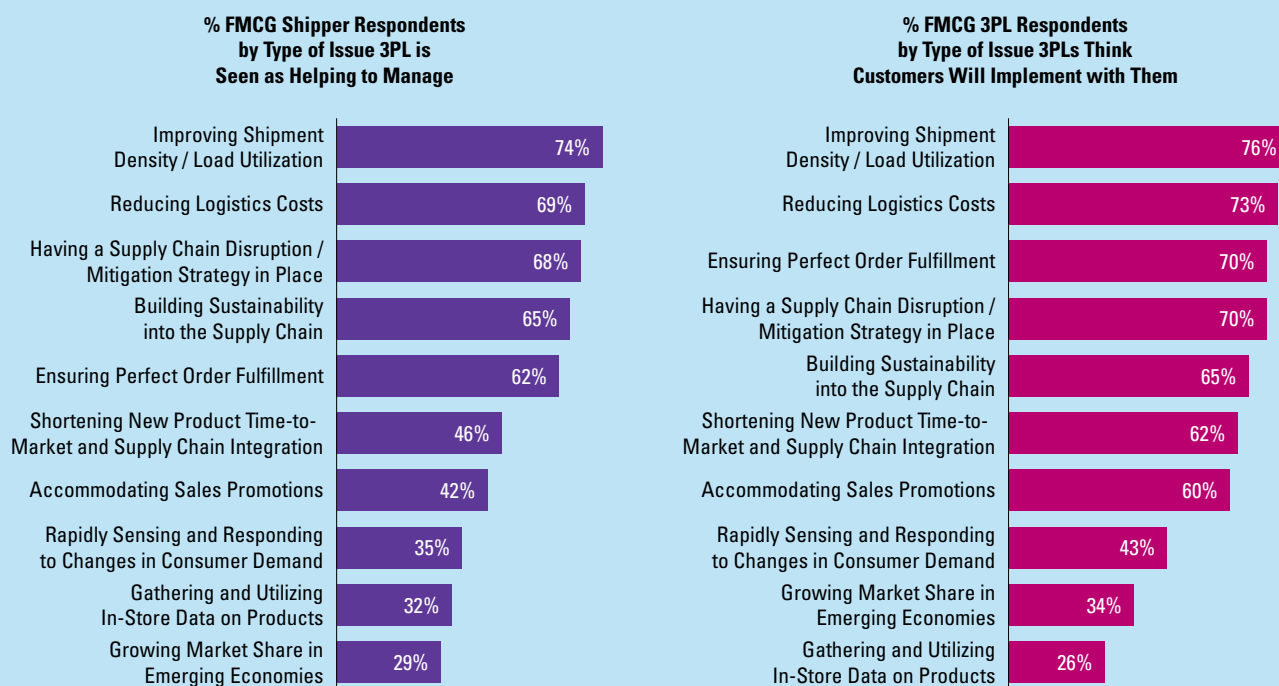 % FMCG Shipper Respondents
by Type of Issue 3PL is
Seen as Helping to Manage
Improving Shipment
Density / Load Utilization
74%
Reducing Logistics Costs
69%
Having a Supply Chain Disruption /
Mitigation Strategy in Place
68%
Building Sustainability
into the Supply Chain
65%
Ensuring Perfect Order Fulfillment
62%
Shortening New Product Time-to-
Market and Supply Chain Integration
46%
Accommodating Sales Promotions
42%
Rapidly Sensing and Responding
to Changes in Consumer Demand
35%
Gathering and Utilizing
In-Store Data on Products
32%
Growing Market Share in
Emerging Economies
29%
% FMCG 3PL Respondents
by Type of Issue 3PLs Think
Customers Will Implement with Them
Improving Shipment
Density / Load Utilization
76%
Reducing Logistics Costs
73%
Ensuring Perfect Order Fulfillment
70%
Having a Supply Chain Disruption /
Mitigation Strategy in Place
70%
Building Sustainability
into the Supply Chain
65%
Shortening New Product Time-to-
Market and Supply Chain Integration
62%
Accommodating Sales Promotions
60%
Rapidly Sensing and Responding
to Changes in Consumer Demand
43%
Growing Market Share in
Emerging Economies
34%
Gathering and Utilizing
In-Store Data on Products
26%